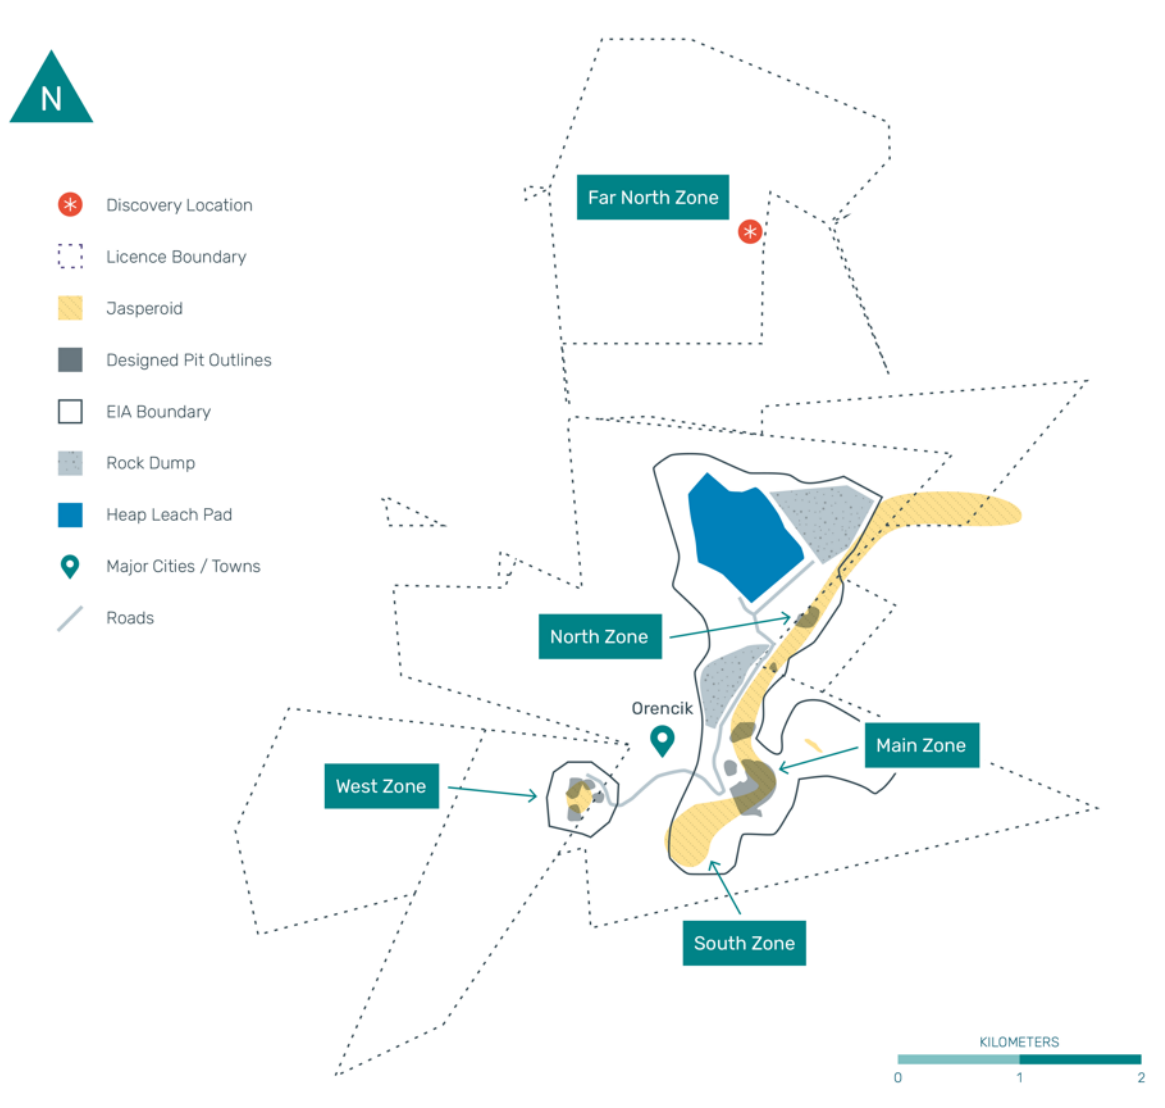 N
Discovery Location
Licence Boundary
Jasperoid
Designed Pit Outlines
EIA Boundary
Rock Dump
Heap Leach Pad
Major Cities / Towns
Roads
Far North Zone
North Zone
Orencik
Main Zone
West Zone
South Zone
KILOMETERS
0 1 2